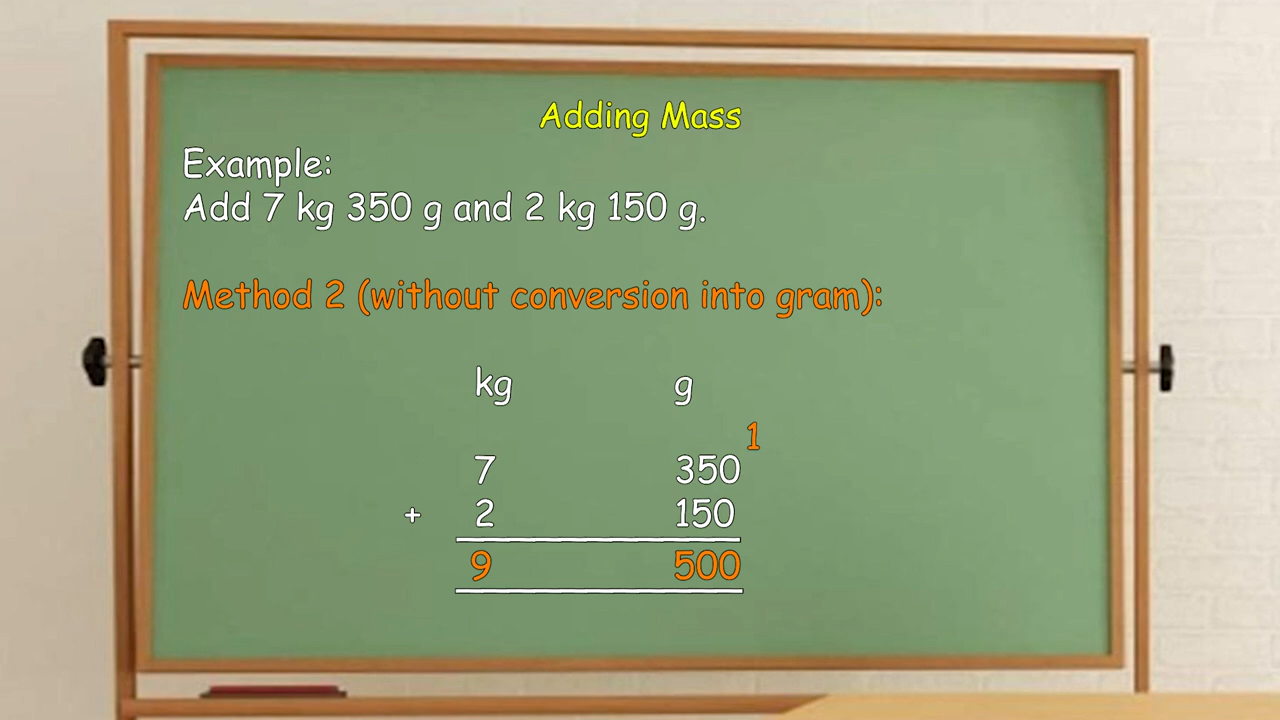 Adding Mass
Example:
Add 7 kg 350 g and 2 kg 150 g.
Method 2 (without conversion into gram):
kg g
1
7 350
+ 2 150
9 500